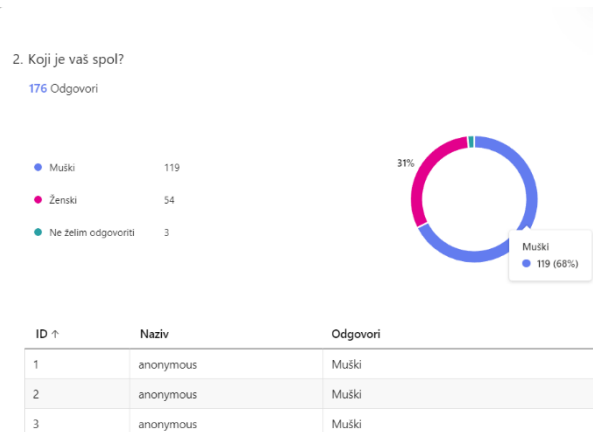 2. Koji je vaš spol?
176 Odgovori
Muški 119
Ženski 54
Ne želim odgovoriti 3
31%
Muški
119 (68%)
ID ↑ Naziv Odgovori
1 anonymous Muški
2 anonymous Muški
3 anonymous Muški